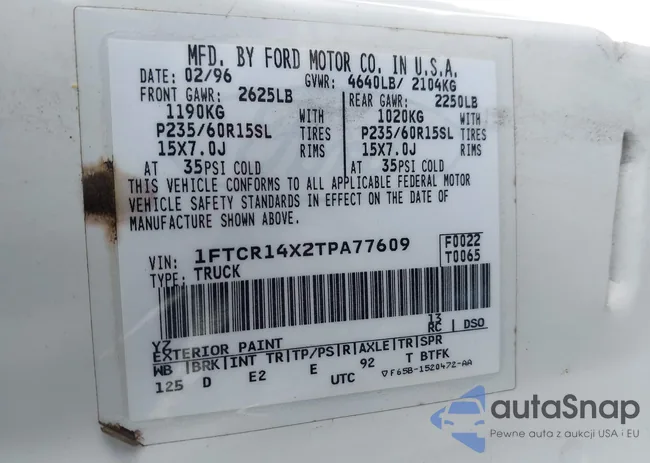 MFD. BY FORD MOTOR CO. IN U.S.A.
DATE: 02/96 GVWR: 4640LB/ 2104KG
FRONT GAWR: 2625LB REAR GAWR: 2250LB
1190KG WITH 1020KG WITH
P235/60R15SL TIRES P235/60R15SL TIRES
15X7.0J RIMS 15X7.0J RIMS
AT 35PSI COLD AT 35PSI COLD
THIS VEHICLE CONFORMS TO ALL APPLICABLE FEDERAL MOTOR
VEHICLE SAFETY STANDARDS IN EFFECT ON THE DATE OF
MANUFACTURE SHOWN ABOVE.
VIN: 1FTCR14X2TPA77609 F0022
TYPE: TRUCK T0065
YZ 13 RC DSO
EXTERIOR PAINT
WB BRK INT TR TP/PS R AXLE TR SPR
125 D E2 E 92 T BTFK
UTC ▽F65B-1520472-AA
autoSnap
Pewne auta z aukcji USA i EU